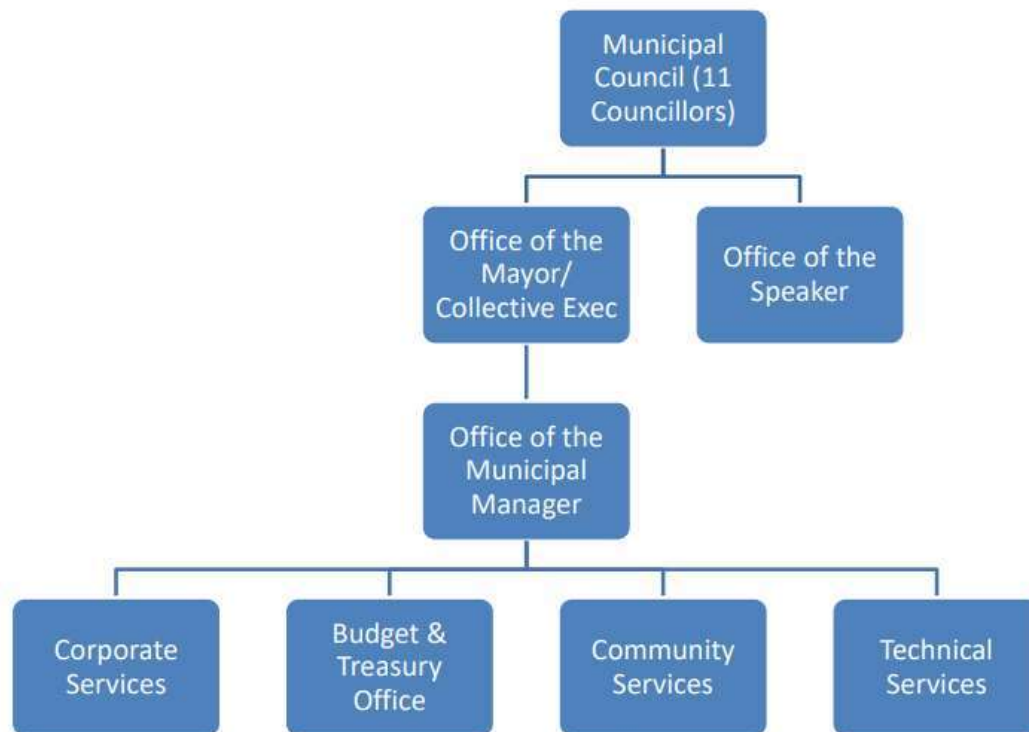 Municipal
Council (11
Councillors)
Office of the
Mayor/
Collective Exec
Office of the
Speaker
Office of the
Municipal
Manager
Corporate
Services
Budget &
Treasury
Office
Community
Services
Technical
Services